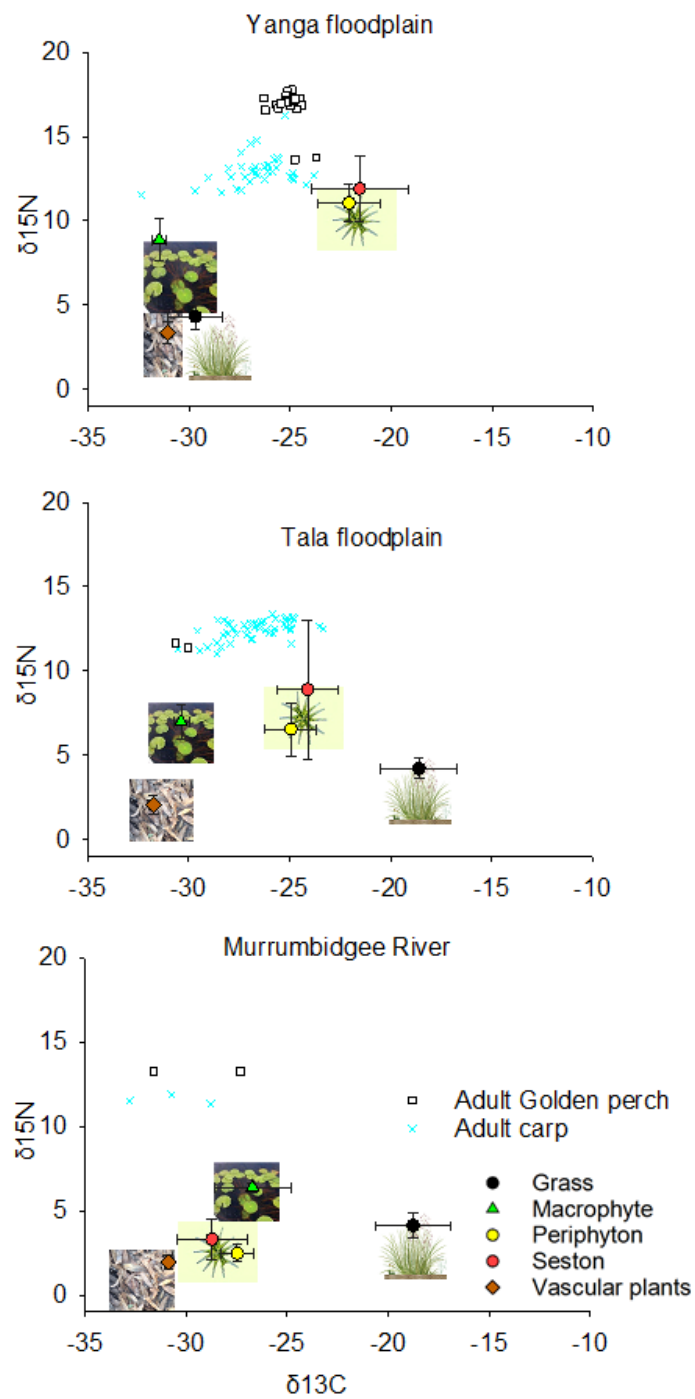 Yanga floodplain
20
15
10
5
0
δ15N
-35 -30 -25 -20 -15 -10
Tala floodplain
20
15
10
5
0
δ15N
-35 -30 -25 -20 -15 -10
Murrumbidgee River
20
15
10
5
0
δ15N
Adult Golden perch
Adult carp
Grass
Macrophyte
Periphyton
Seston
Vascular plants
-35 -30 -25 -20 -15 -10
δ13C